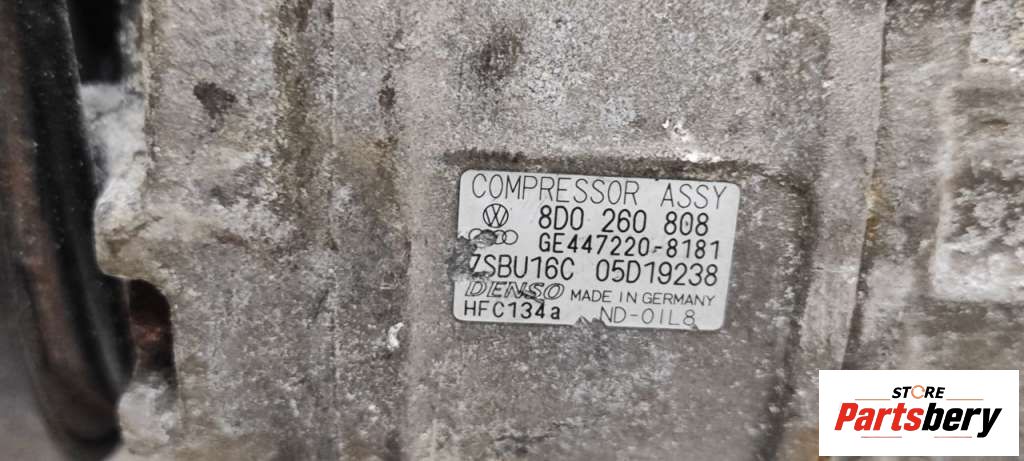 COMPRESSOR ASSY
8D0 260 808
GE447220-8181
7SBU16C 05D19238
DENSO MADE IN GERMANY
HFC134a ND-OIL8
STORE
Partsbery